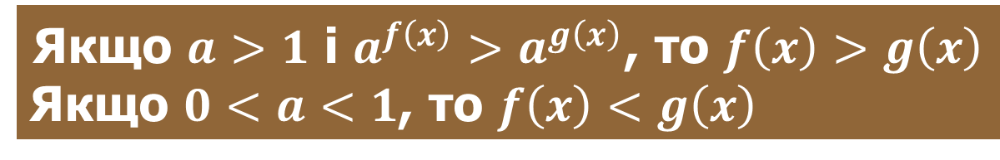 Якщо a > 1 і a^{f(x)} > a^{g(x)}, то f(x) > g(x)
Якщо 0 < a < 1, то f(x) < g(x)